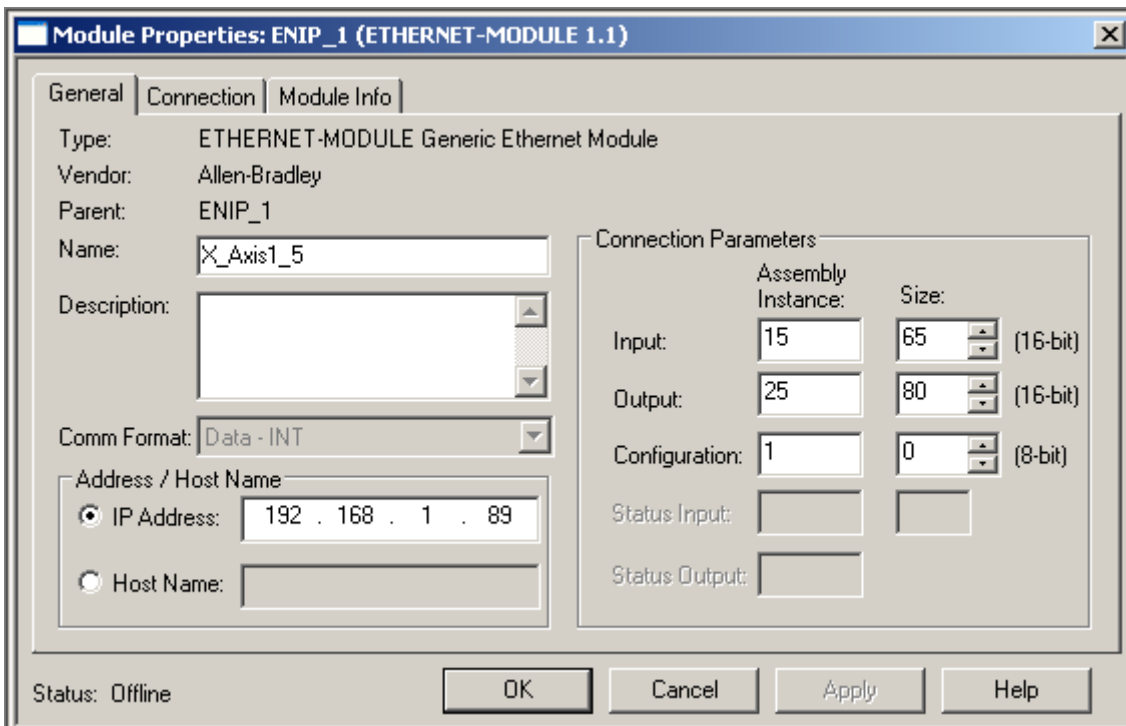 Module Properties: ENIP_1 (ETHERNET-MODULE 1.1)
General Connection Module Info
Type: ETHERNET-MODULE Generic Ethernet Module
Vendor: Allen-Bradley
Parent: ENIP_1
Name: X_Axis1_5
Description:
Comm Format: Data - INT
Address / Host Name
IP Address: 192 . 168 . 1 . 89
Host Name:
Connection Parameters
Assembly
Instance: Size:
Input: 15 65 (16-bit)
Output: 25 80 (16-bit)
Configuration: 1 0 (8-bit)
Status Input:
Status Output:
Status: Offline
OK Cancel Apply Help